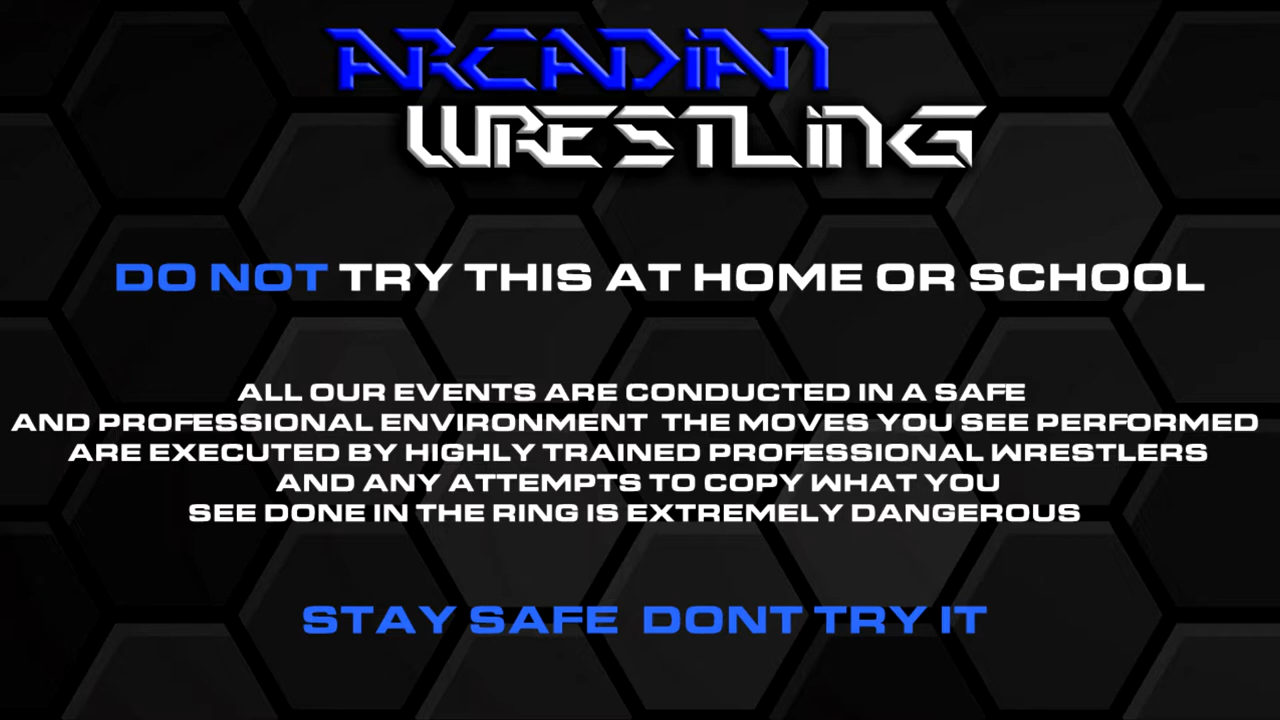 ARCADiAN
WRESTLiNG
DO NOT TRY THIS AT HOME OR SCHOOL
ALL OUR EVENTS ARE CONDUCTED IN A SAFE
AND PROFESSIONAL ENVIRONMENT THE MOVES YOU SEE PERFORMED
ARE EXECUTED BY HIGHLY TRAINED PROFESSIONAL WRESTLERS
AND ANY ATTEMPTS TO COPY WHAT YOU
SEE DONE IN THE RING IS EXTREMELY DANGEROUS
STAY SAFE DONT TRY IT